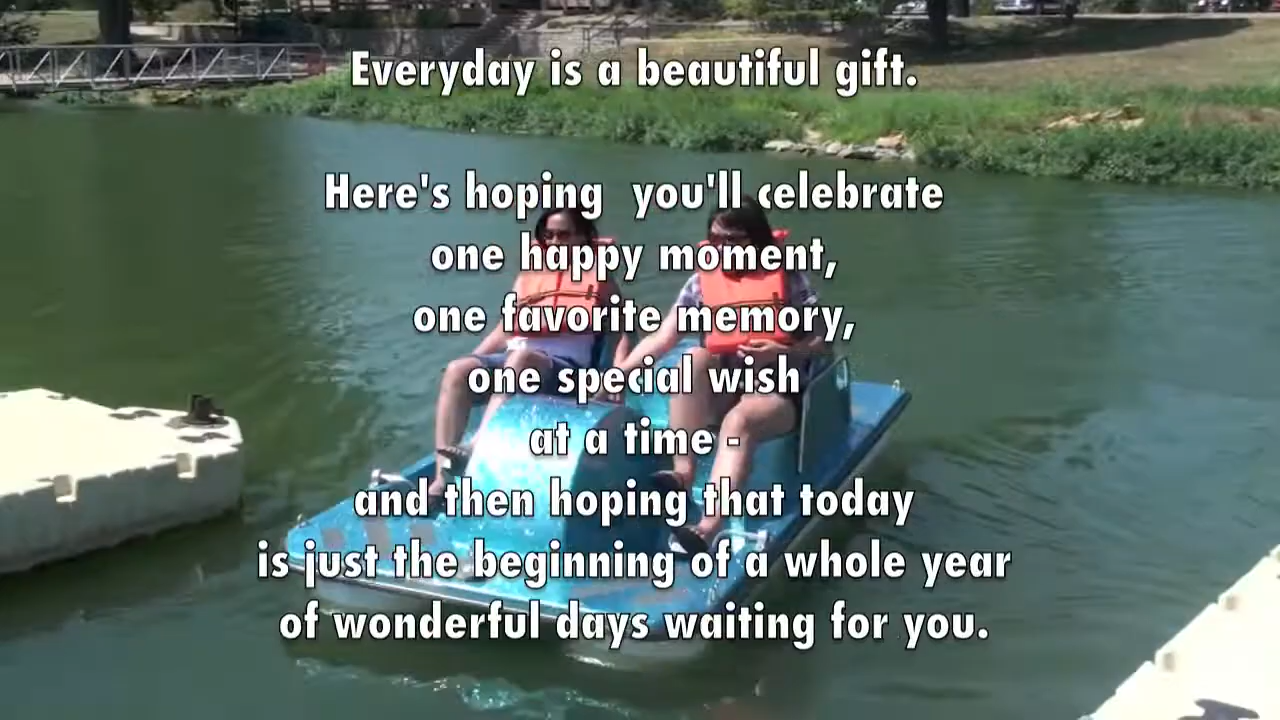 Everyday is a beautiful gift.
Here's hoping  you'll celebrate
one happy moment,
one favorite memory,
one special wish
at a time -
and then hoping that today
is just the beginning of a whole year
of wonderful days waiting for you.